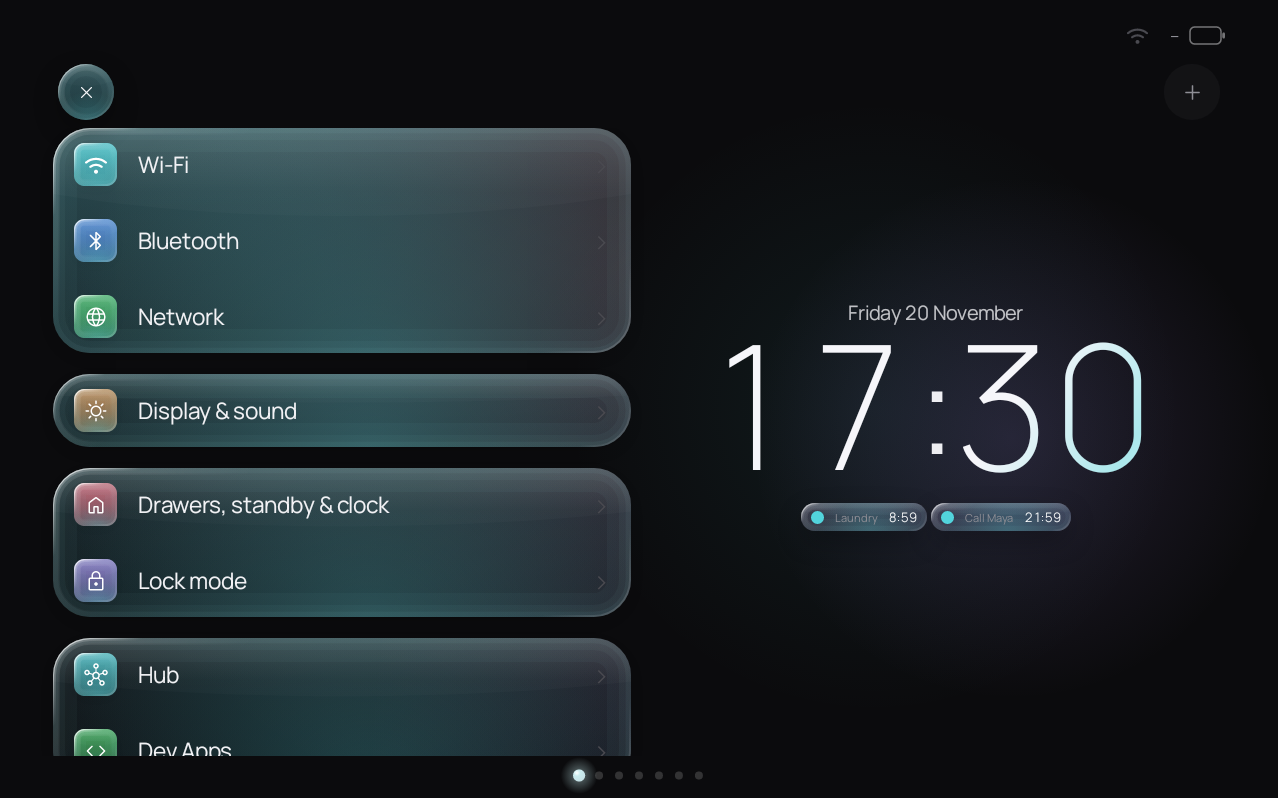 Wi-Fi
Bluetooth
Network
Display & sound
Drawers, standby & clock
Lock mode
Hub
Dev Apps
Friday 20 November
17:30
Laundry 8:59
Call Maya 21:59